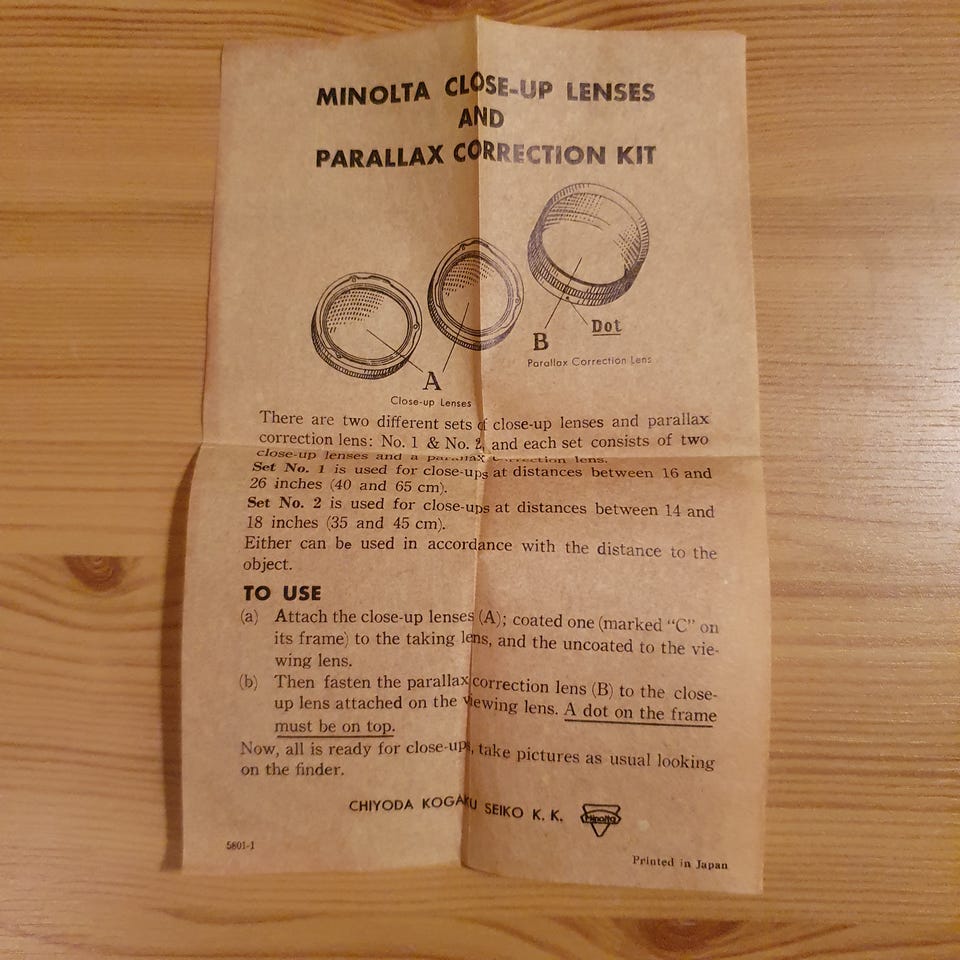 MINOLTA CLOSE-UP LENSES
AND
PARALLAX CORRECTION KIT
B
Dot
Parallax Correction Lens
A
Close-up Lenses
There are two different sets of close-up lenses and parallax
correction lens: No. 1 & No. 2, and each set consists of two
close-up lenses and a parallax correction lens.
Set No. 1 is used for close-ups at distances between 16 and
26 inches (40 and 65 cm).
Set No. 2 is used for close-ups at distances between 14 and
18 inches (35 and 45 cm).
Either can be used in accordance with the distance to the
object.
TO USE
(a) Attach the close-up lenses (A); coated one (marked “C” on
its frame) to the taking lens, and the uncoated to the vie-
wing lens.
(b) Then fasten the parallax correction lens (B) to the close-
up lens attached on the viewing lens. A dot on the frame
must be on top.
Now, all is ready for close-ups, take pictures as usual looking
on the finder.
CHIYODA KOGAKU SEIKO K. K.
Minolta
5801-1
Printed in Japan